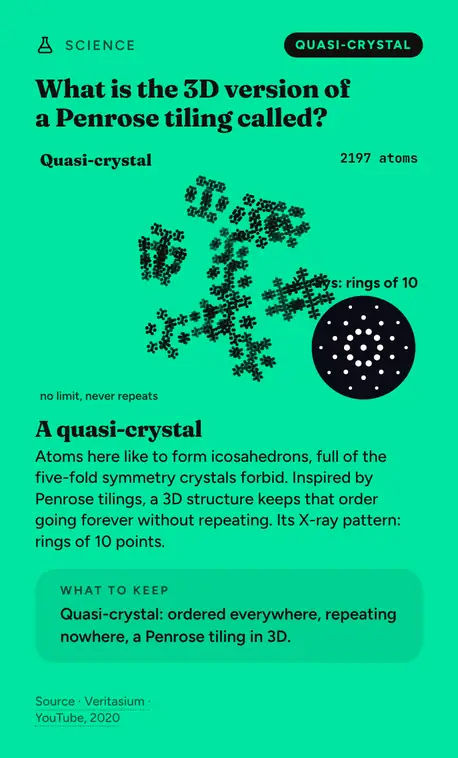 SCIENCE
QUASI-CRYSTAL
What is the 3D version of
a Penrose tiling called?
Quasi-crystal
2197 atoms
rings of 10
no limit, never repeats
A quasi-crystal
Atoms here like to form icosahedrons, full of the
five-fold symmetry crystals forbid. Inspired by
Penrose tilings, a 3D structure keeps that order
going forever without repeating. Its X-ray pattern:
rings of 10 points.
WHAT TO KEEP
Quasi-crystal: ordered everywhere, repeating
nowhere, a Penrose tiling in 3D.
Source · Veritasium ·
YouTube, 2020